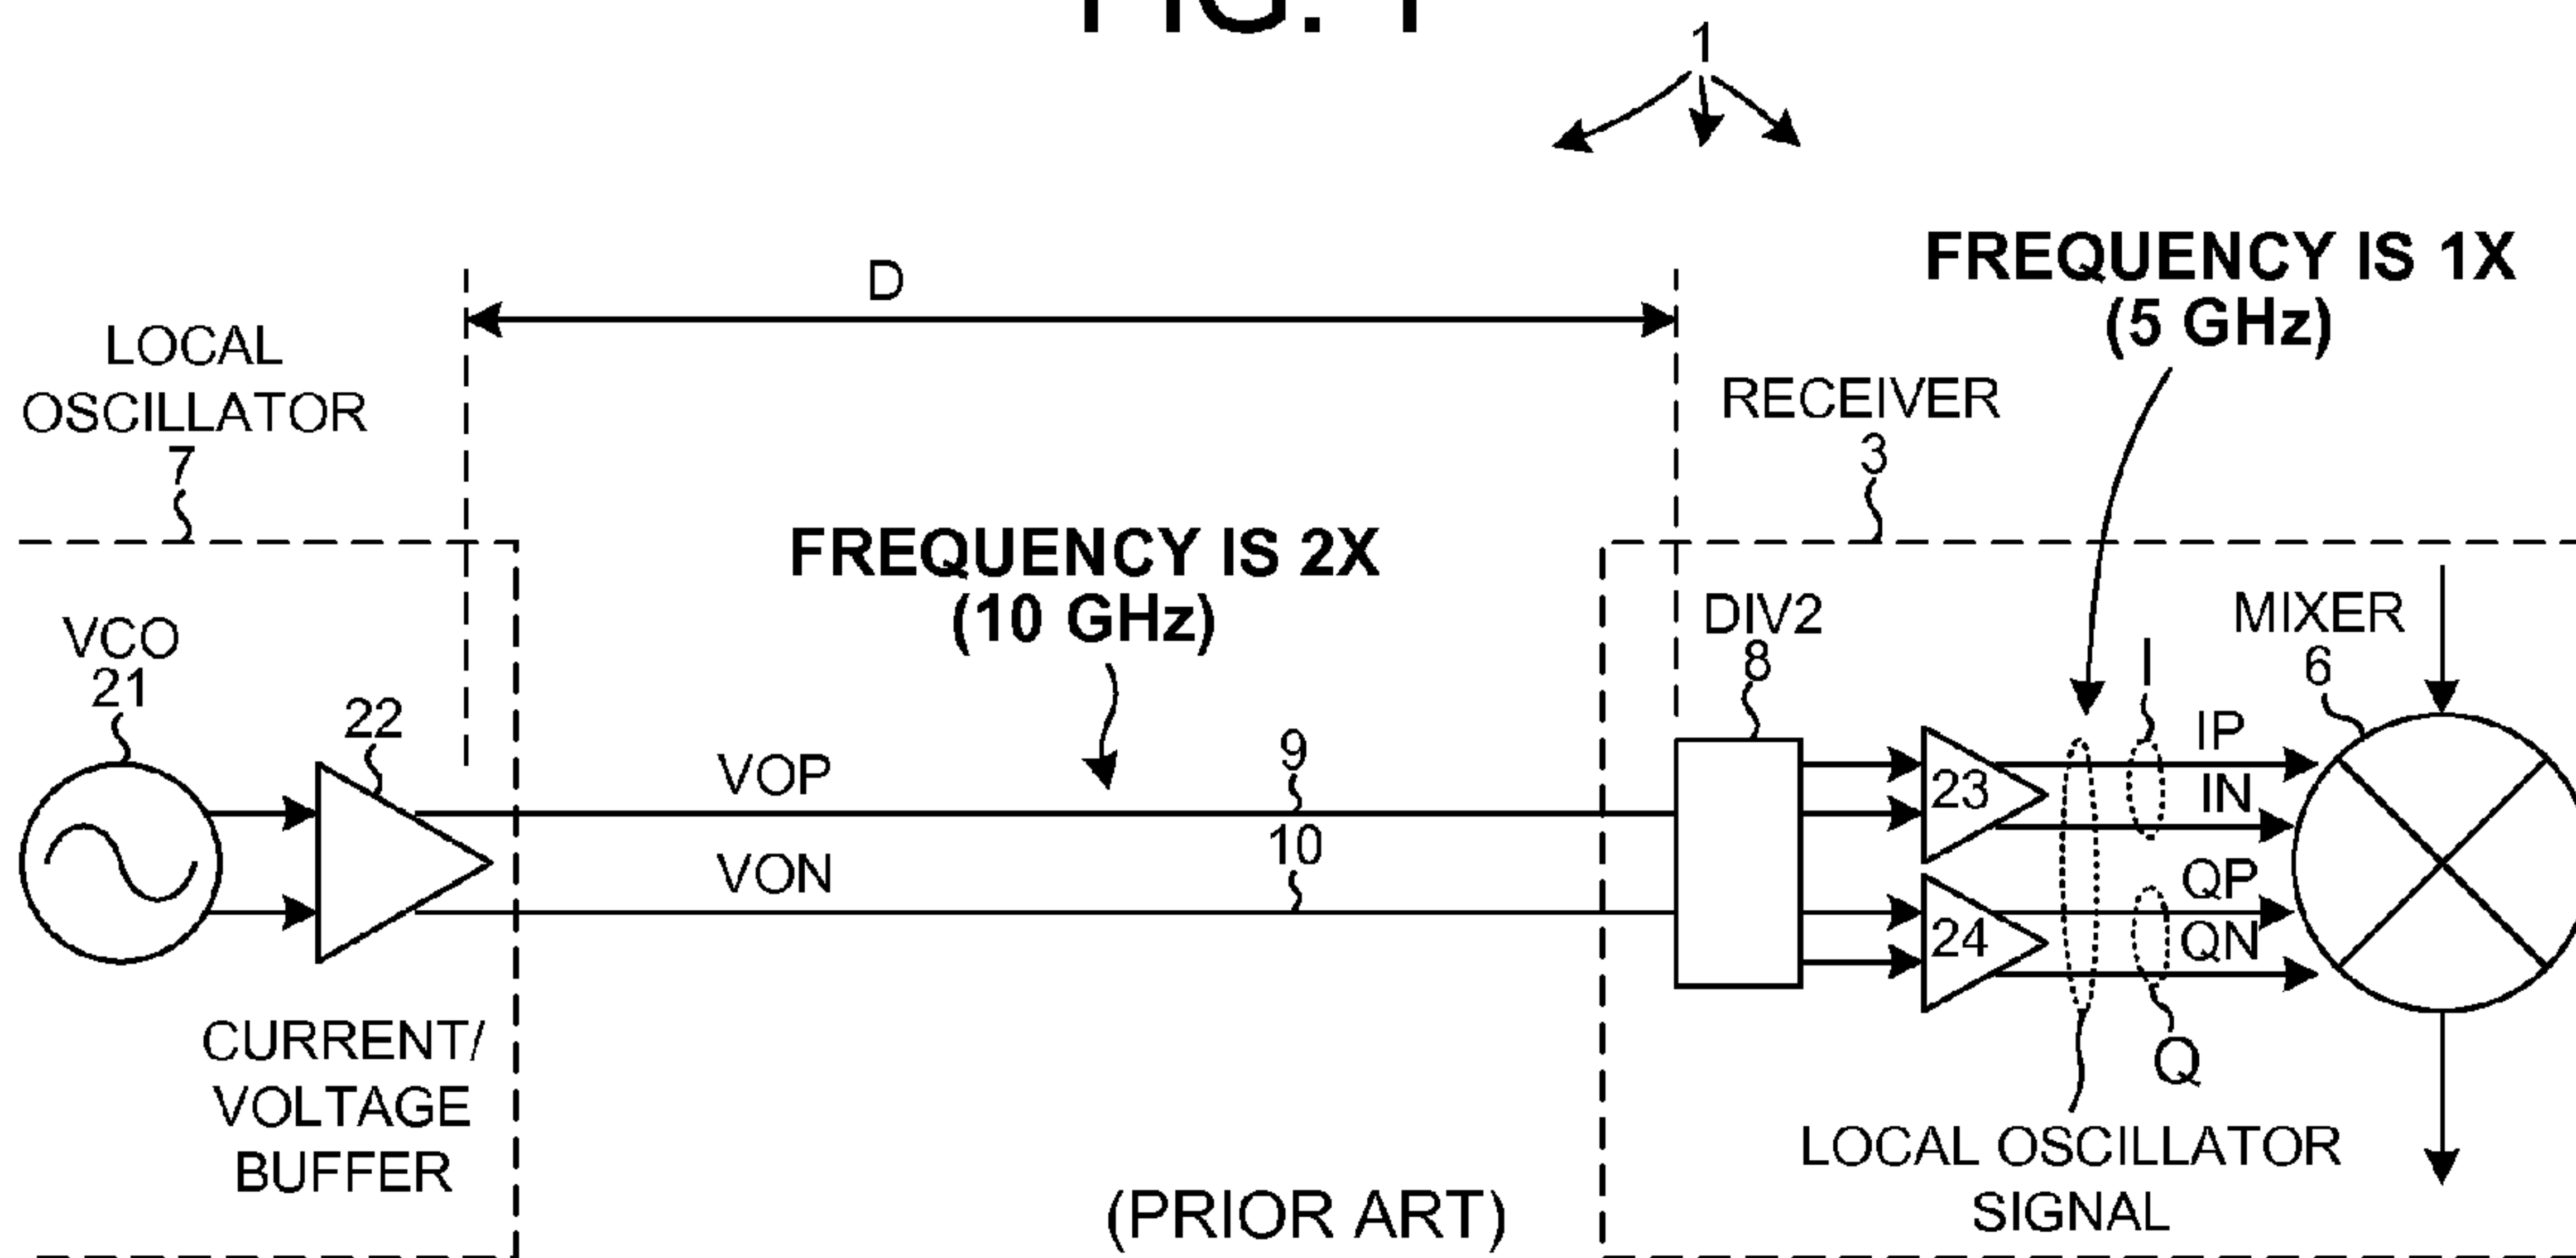 FIG. 1
1
D
FREQUENCY IS 1X
(5 GHz)
LOCAL
OSCILLATOR
7
RECEIVER
3
FREQUENCY IS 2X
(10 GHz)
VCO
21
22
DIV2
8
MIXER
6
I
VOP
9
VON
10
23
24
IP
IN
QP
QN
Q
CURRENT/
VOLTAGE
BUFFER
LOCAL OSCILLATOR
SIGNAL
(PRIOR ART)